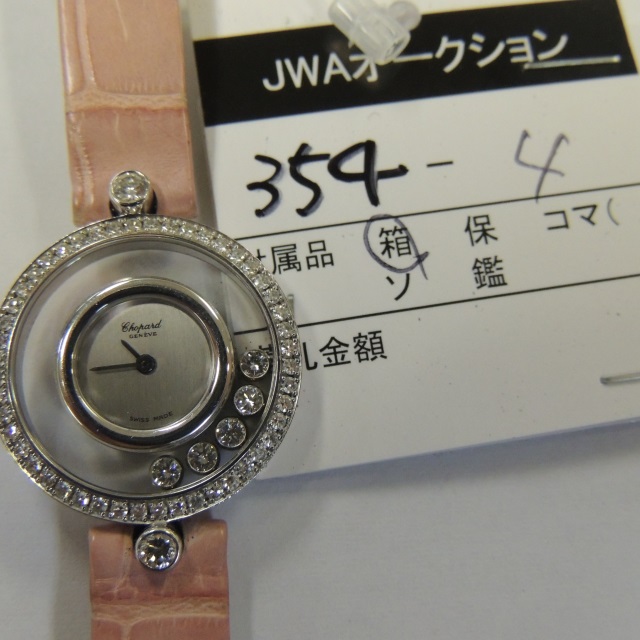 JWAオークション
354-4
属品 箱 保 コマ(
ソ 鑑
札金額
Chopard
GENEVE
SWISS MADE